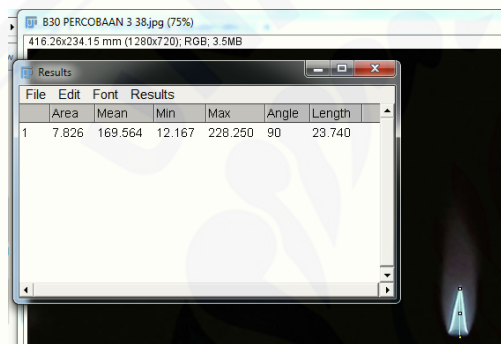 B30 PERCOBAAN 3 38.jpg (75%)
416.26x234.15 mm (1280x720); RGB; 3.5MB
Results
File Edit Font Results
Area Mean Min Max Angle Length
1 7.826 169.564 12.167 228.250 90 23.740